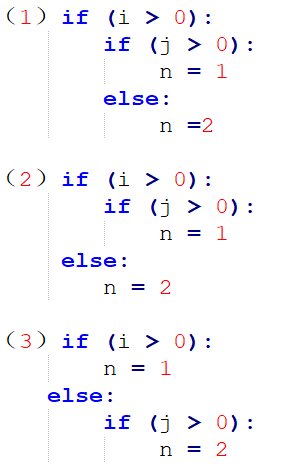 (1) if (i > 0):
        if (j > 0):
            n = 1
        else:
            n =2
(2) if (i > 0):
        if (j > 0):
            n = 1
    else:
        n = 2
(3) if (i > 0):
        n = 1
   else:
        if (j > 0):
            n = 2